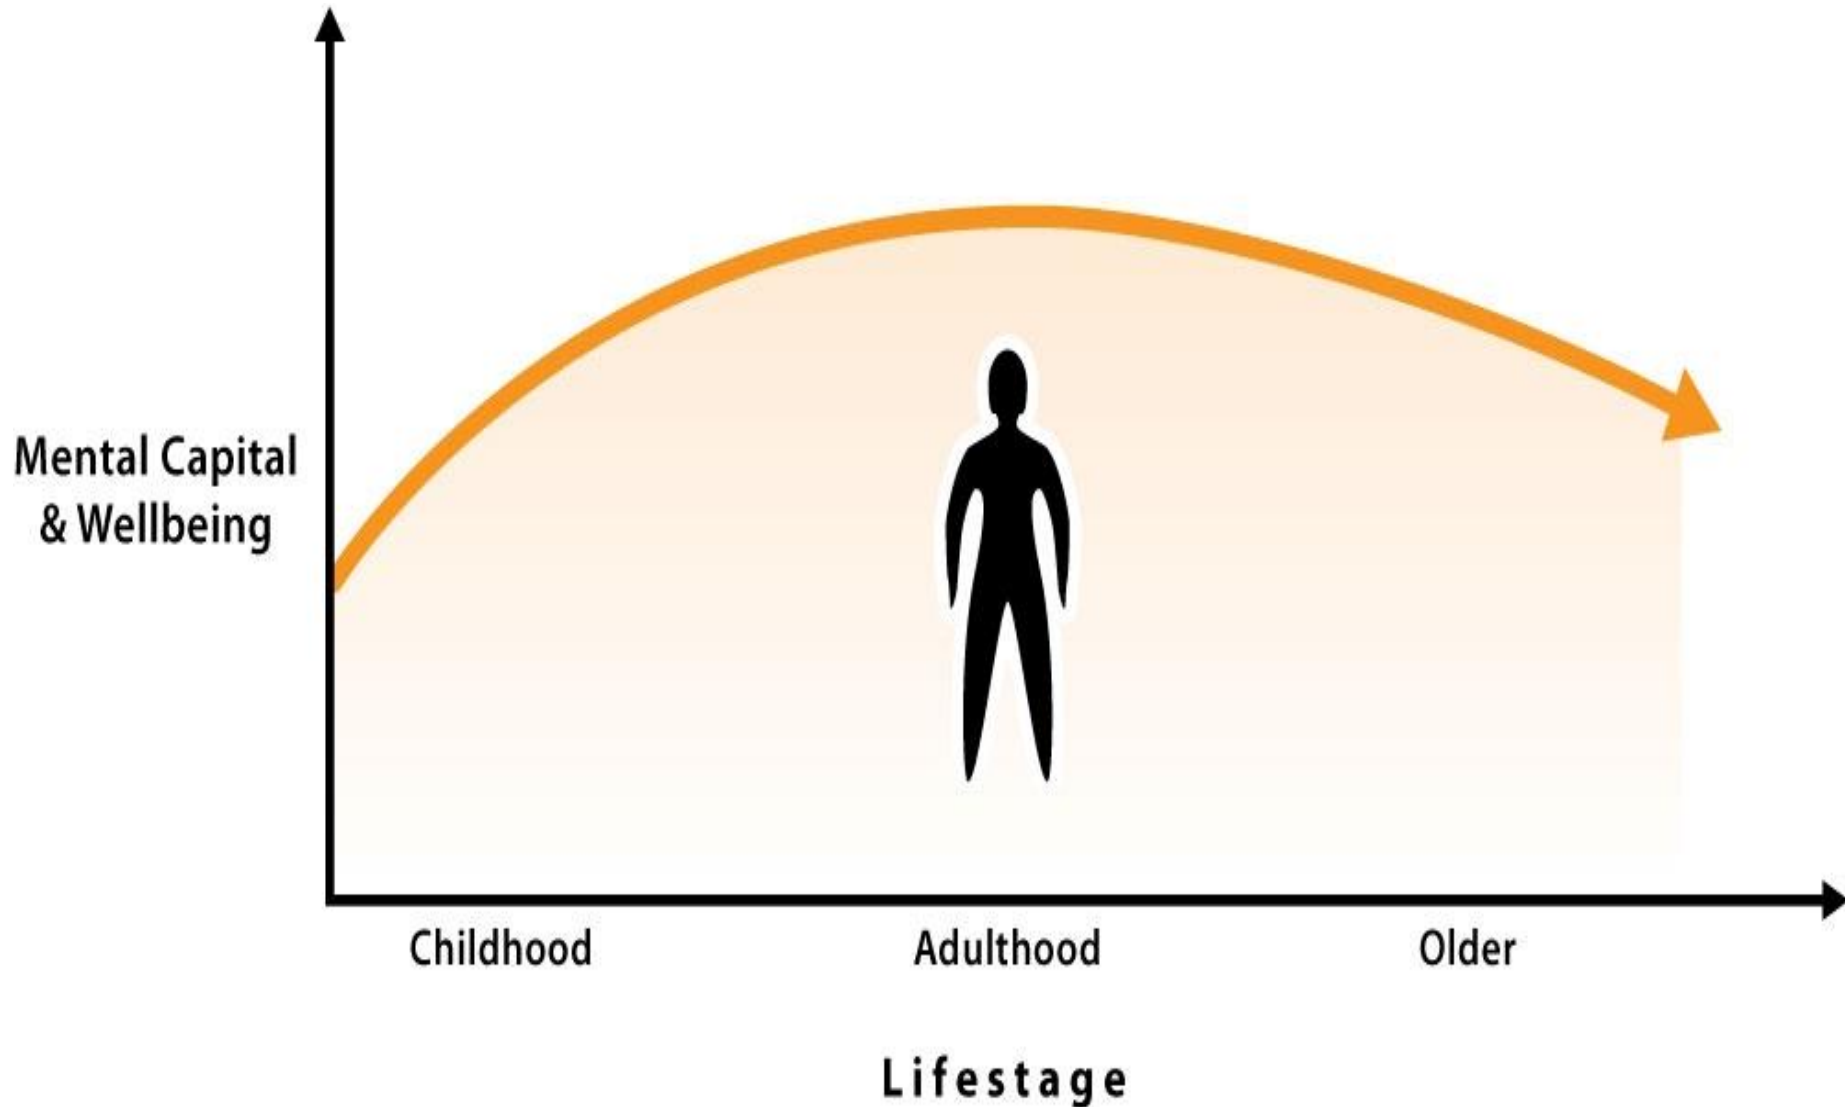 Mental Capital
& Wellbeing
Childhood
Adulthood
Older
Lifestage